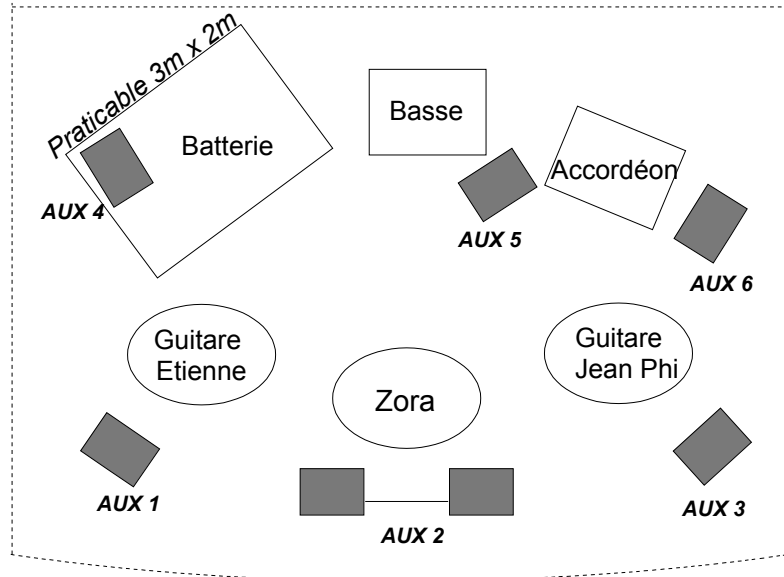 Praticable 3m x 2m
Batterie
Basse
Accordéon
AUX 4
AUX 5
AUX 6
Guitare
Etienne
Zora
Guitare
Jean Phi
AUX 1
AUX 2
AUX 3